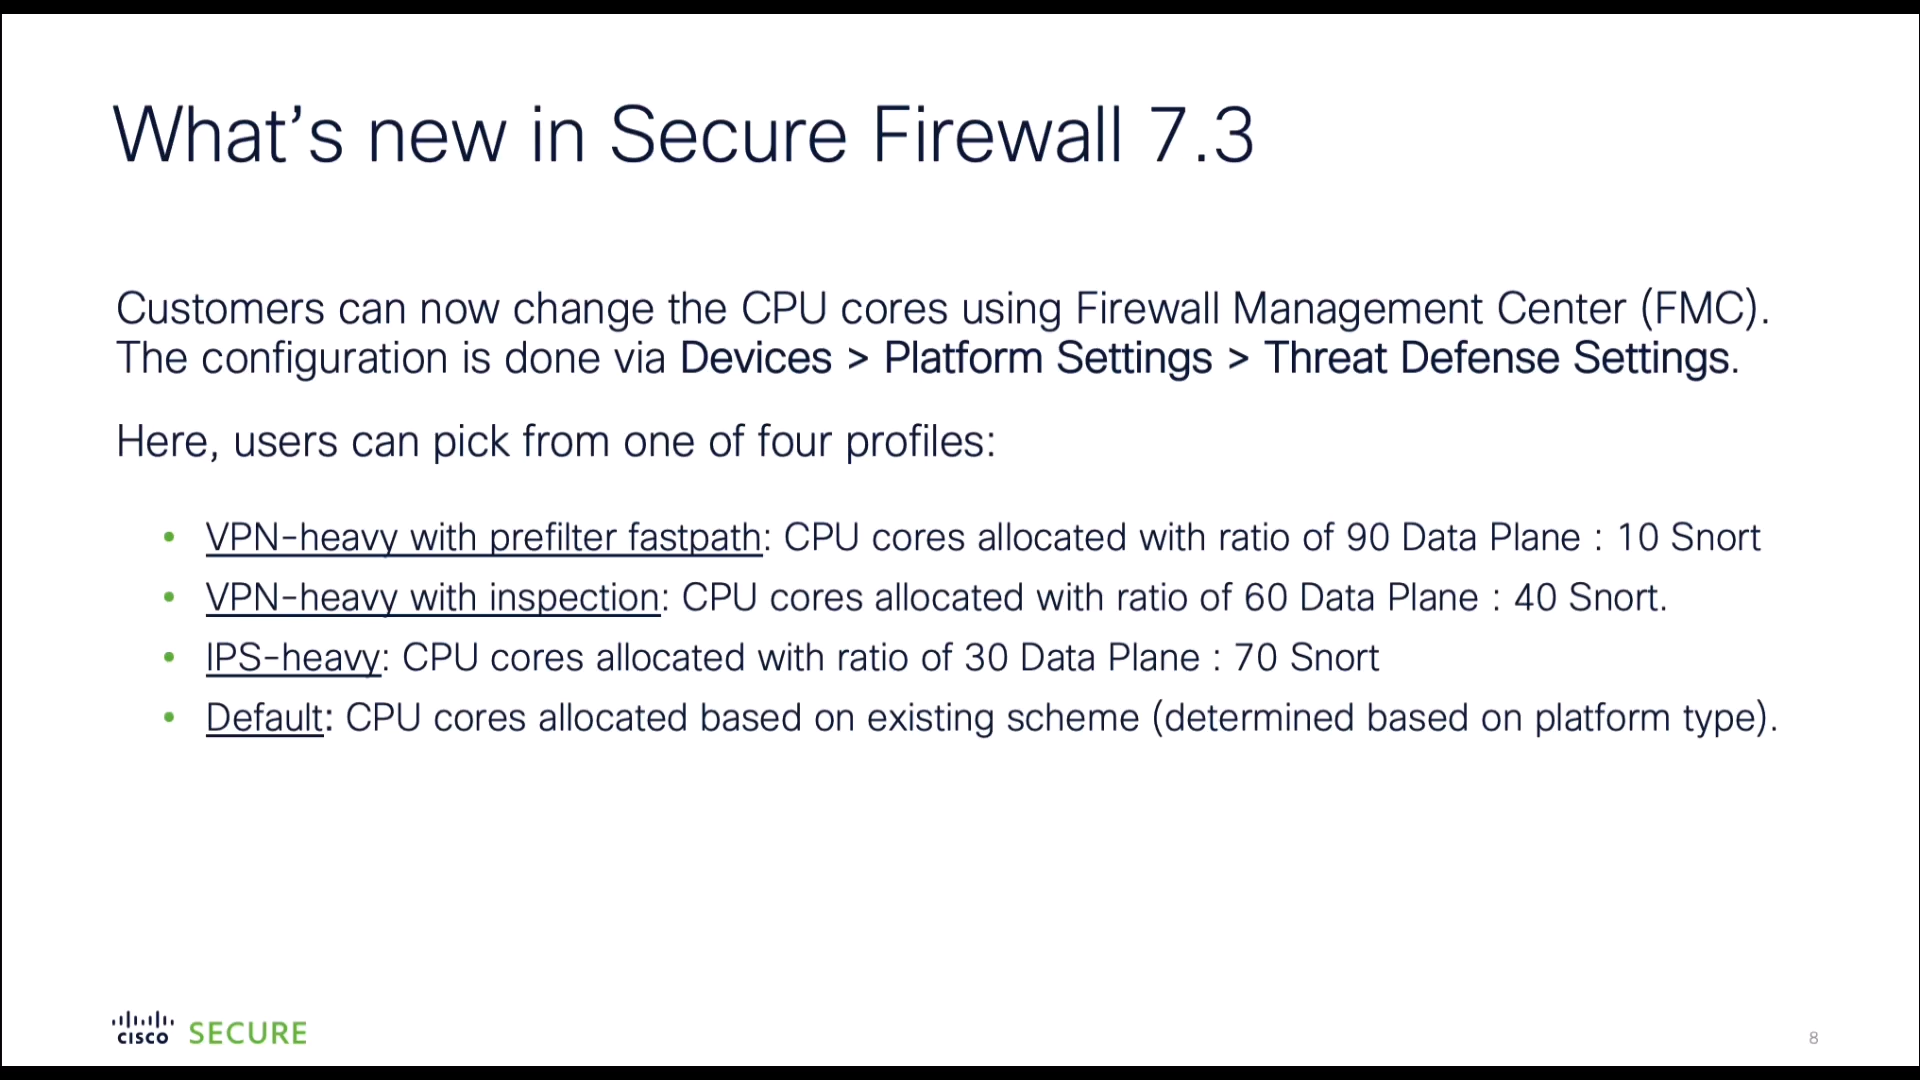 What’s new in Secure Firewall 7.3
Customers can now change the CPU cores using Firewall Management Center (FMC).
The configuration is done via Devices > Platform Settings > Threat Defense Settings.
Here, users can pick from one of four profiles:
• VPN-heavy with prefilter fastpath: CPU cores allocated with ratio of 90 Data Plane : 10 Snort
• VPN-heavy with inspection: CPU cores allocated with ratio of 60 Data Plane : 40 Snort.
• IPS-heavy: CPU cores allocated with ratio of 30 Data Plane : 70 Snort
• Default: CPU cores allocated based on existing scheme (determined based on platform type).
CISCO SECURE
8